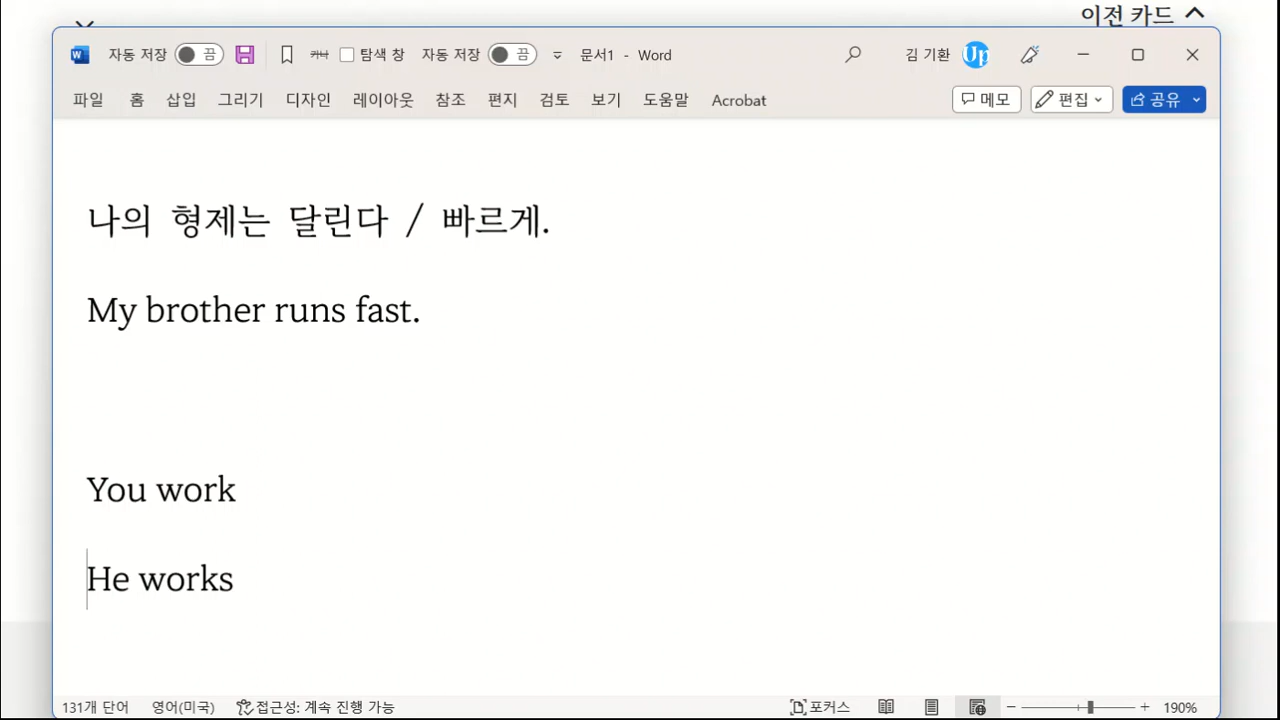 이전 카드
자동 저장 끔 가나 탐색 창 자동 저장 끔 문서1 - Word 김 기환 Up
파일 홈 삽입 그리기 디자인 레이아웃 참조 편지 검토 보기 도움말 Acrobat 메모 편집 공유
나의 형제는 달린다 / 빠르게.
My brother runs fast.
You work
He works
131개 단어 영어(미국) 접근성: 계속 진행 가능 포커스 190%